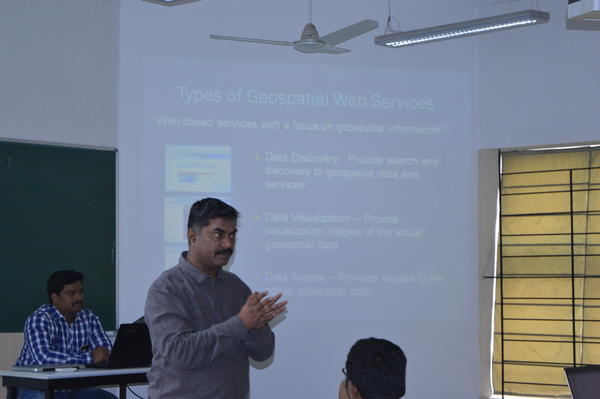 Types of Geospatial Web Services
Web based services with a focus on geospatial information
Data Discovery: Provide search and
discovery to geospatial data and
services
Data Visualization – Provide
visualization images of the actual
geospatial data
Data Access – Provides access to the
geospatial data